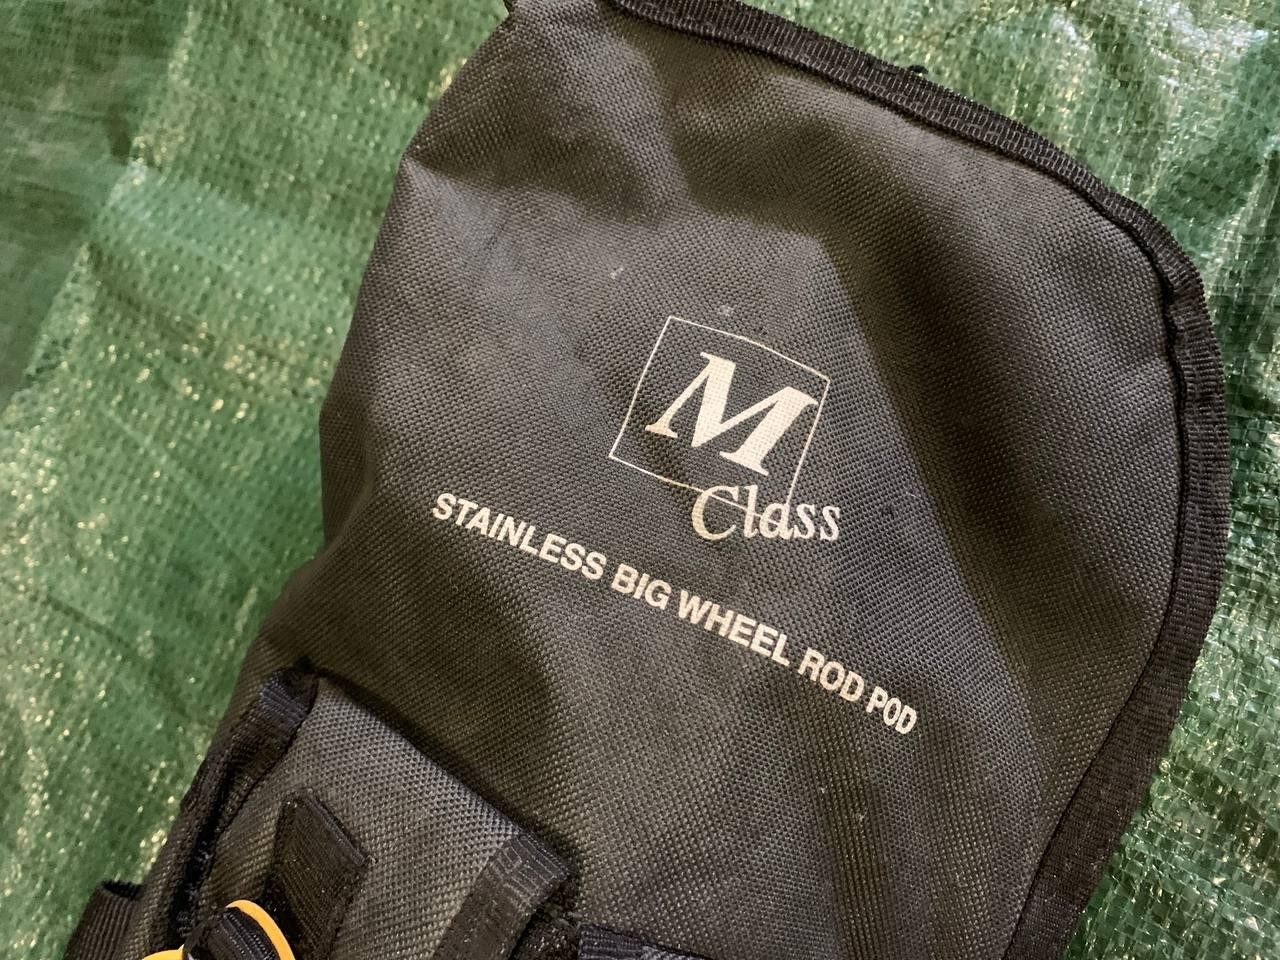 M
Class
STAINLESS BIG WHEEL ROD POD